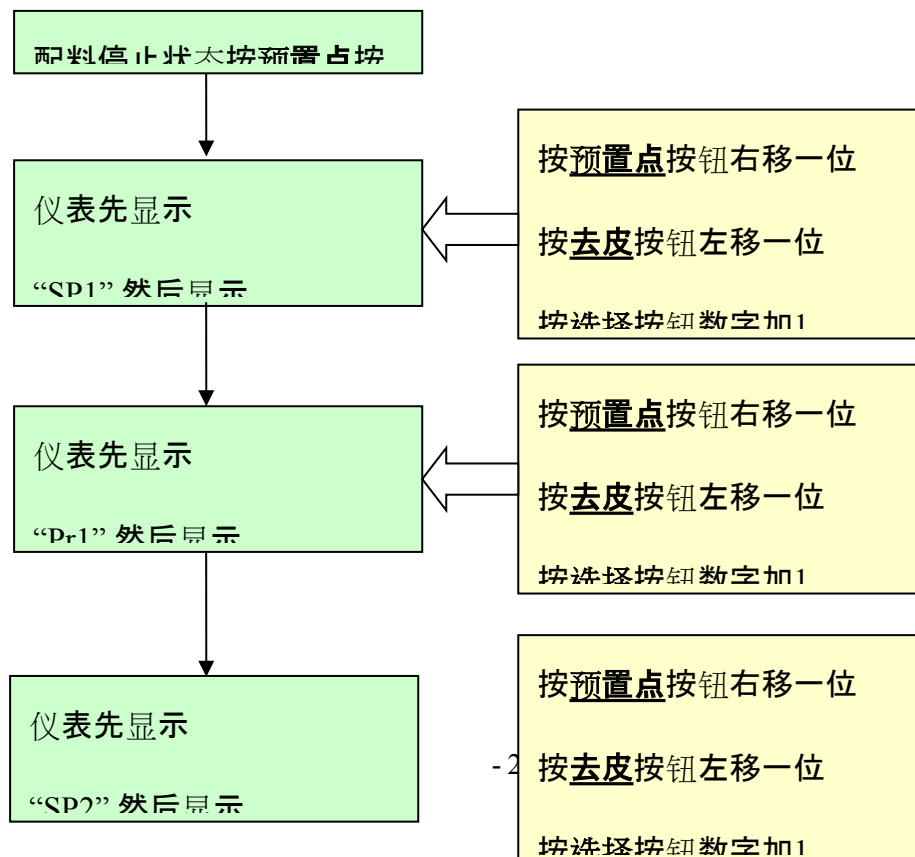 配料停止状态按预置点按
仪表先显示
“SP1” 然后显示
按预置点按钮右移一位
按去皮按钮左移一位
按选择按钮数字加1
仪表先显示
“Pr1” 然后显示
按预置点按钮右移一位
按去皮按钮左移一位
按选择按钮数字加1
仪表先显示
“SP2” 然后显示
-2
按预置点按钮右移一位
按去皮按钮左移一位
按选择按钮数字加1